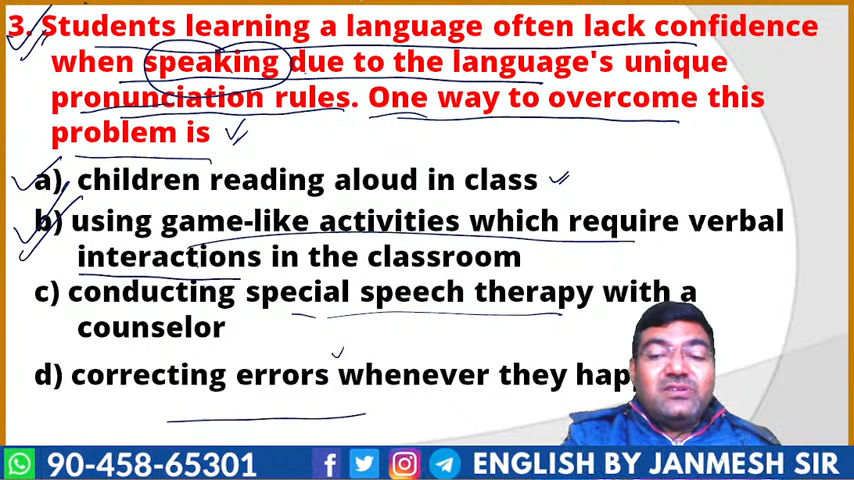 3. Students learning a language often lack confidence
when speaking due to the language's unique
pronunciation rules. One way to overcome this
problem is
a) children reading aloud in class
b) using game-like activities which require verbal
interactions in the classroom
c) conducting special speech therapy with a
counselor
d) correcting errors whenever they
90-458-65301 ENGLISH BY JANMESH SIR